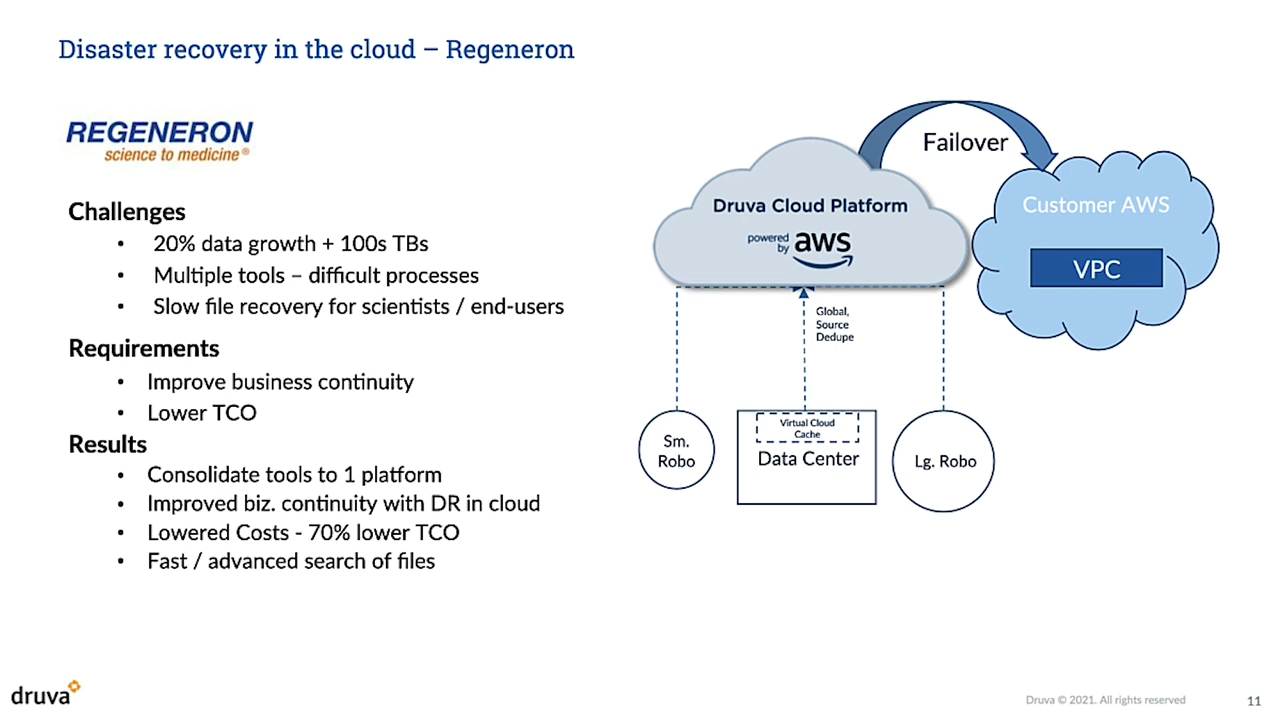 Disaster recovery in the cloud – Regeneron
REGENERON
science to medicine®
Challenges
• 20% data growth + 100s TBs
• Multiple tools – difficult processes
• Slow file recovery for scientists / end-users
Requirements
• Improve business continuity
• Lower TCO
Results
• Consolidate tools to 1 platform
• Improved biz. continuity with DR in cloud
• Lowered Costs - 70% lower TCO
• Fast / advanced search of files
Failover
Druva Cloud Platform
powered
by
aws
Customer AWS
VPC
Global,
Source
Dedupe
Sm.
Robo
Virtual Cloud
Cache
Data Center
Lg. Robo
druva
Druva © 2021. All rights reserved
11